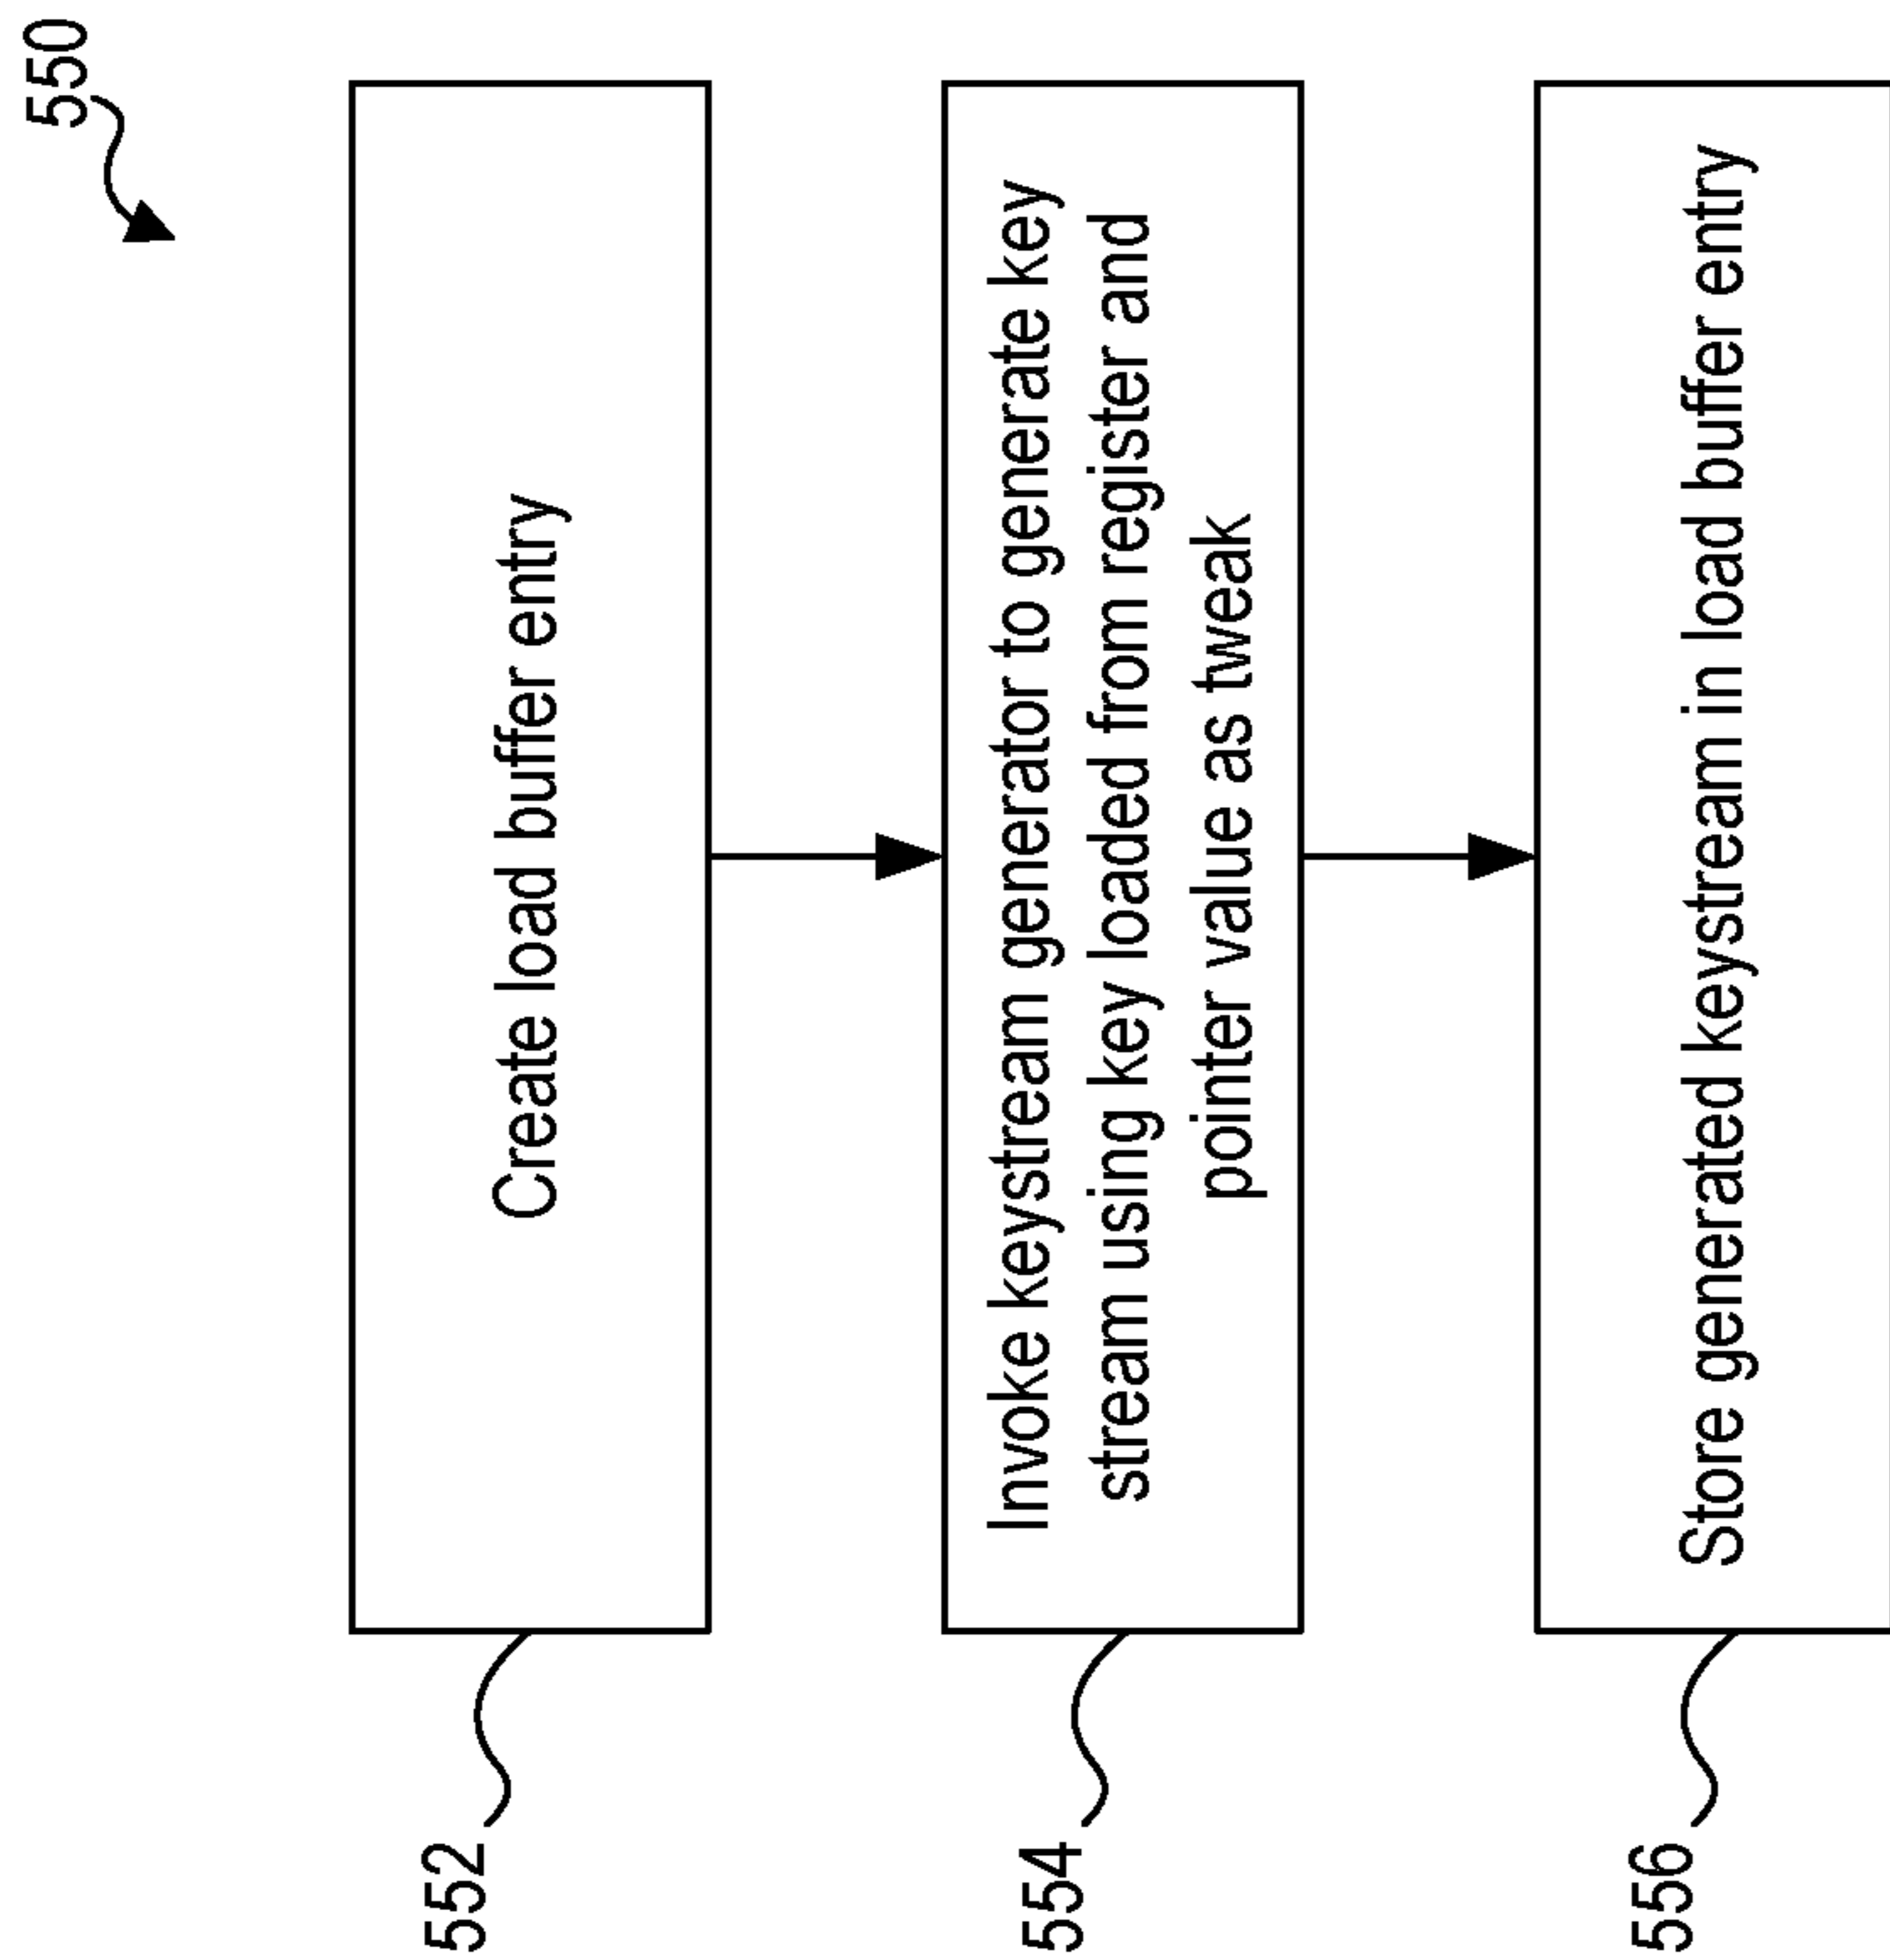 550
552
Create load buffer entry
554
Invoke keystream generator to generate key
stream using key loaded from register and
pointer value as tweak
556
Store generated keystream in load buffer entry